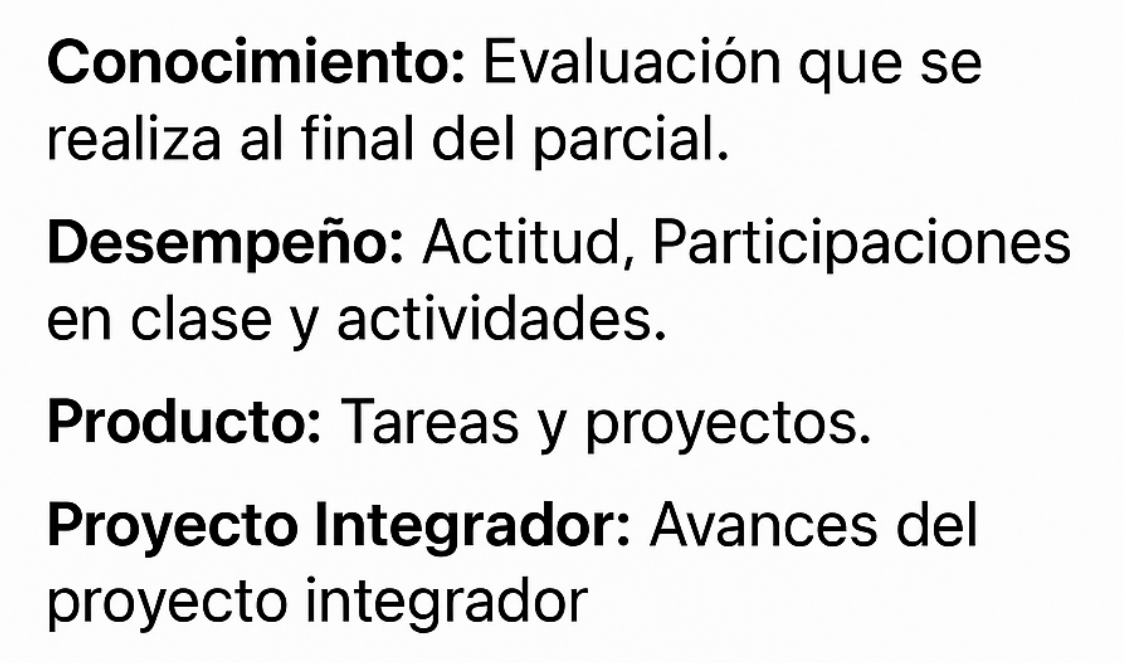 Conocimiento: Evaluación que se
realiza al final del parcial.
Desempeño: Actitud, Participaciones
en clase y actividades.
Producto: Tareas y proyectos.
Proyecto Integrador: Avances del
proyecto integrador